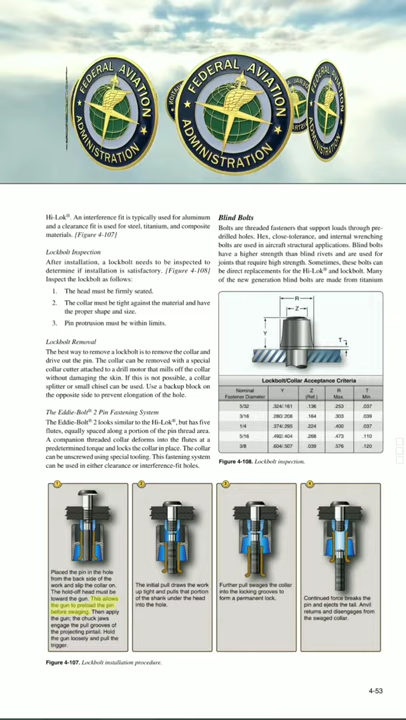 FEDERAL AVIATION
ADMINISTRATION
FEDERAL AVIATION
ADMINISTRATION
Hi-Lok®. An interference fit is typically used for aluminum
and a clearance fit is used for steel, titanium, and composite
materials. [Figure 4-107]
Lockbolt Inspection
After installation, a lockbolt needs to be inspected to
determine if installation is satisfactory. [Figure 4-108]
Inspect the lockbolt as follows:
1. The head must be firmly seated.
2. The collar must be tight against the material and have
the proper shape and size.
3. Pin protrusion must be within limits.
Lockbolt Removal
The best way to remove a lockbolt is to remove the collar and
drive out the pin. The collar can be removed with a special
collar cutter attached to a drill motor that mills off the collar
without damaging the skin. If this is not possible, a collar
splitter or small chisel can be used. Use a backup block on
the opposite side to prevent elongation of the hole.
The Eddie-Bolt® 2 Pin Fastening System
The Eddie-Bolt® 2 looks similar to the Hi-Lok®, but has five
flutes, equally spaced along a portion of the pin thread area.
A companion threaded collar deforms into the flutes at a
predetermined torque and locks the collar in place. The collar
can be unscrewed using special tooling. This fastening system
can be used in either clearance or interference-fit holes.
Blind Bolts
Bolts are threaded fasteners that support loads through pre-
drilled holes. Hex, close-tolerance, and internal wrenching
bolts are used in aircraft structural applications. Blind bolts
have a higher strength than blind rivets and are used for
joints that require high strength. Sometimes, these bolts can
be direct replacements for the Hi-Lok® and lockbolt. Many
of the new generation blind bolts are made from titanium
R
Z
Y
T
Lockbolt/Collar Acceptance Criteria
Nominal Fastener Diameter Y Z (Ref.) R Max. T Min.
5/32 .324/.161 .136 .253 .037
3/16 .280/.208 .164 .303 .039
1/4 .374/.295 .224 .400 .037
5/16 .492/.404 .268 .473 .110
3/8 .604/.507 .039 .576 .120
Figure 4-108. Lockbolt inspection.
1
2
3
4
Placed the pin in the hole
from the back side of the
work and slip the collar on.
The hold-off head must be
toward the gun. This allows
the gun to preload the pin
before swaging. Then apply
the gun; the chuck jaws
engage the pull grooves of
the projecting pintail. Hold
the gun loosely and pull the
trigger.
The initial pull draws the work
up tight and pulls that portion
of the shank under the head
into the hole.
Further pull swages the collar
into the locking grooves to
form a permanent lock.
Continued force breaks the
pin and ejects the tail. Anvil
returns and disengages from
the swaged collar.
Figure 4-107. Lockbolt installation procedure.
4-53